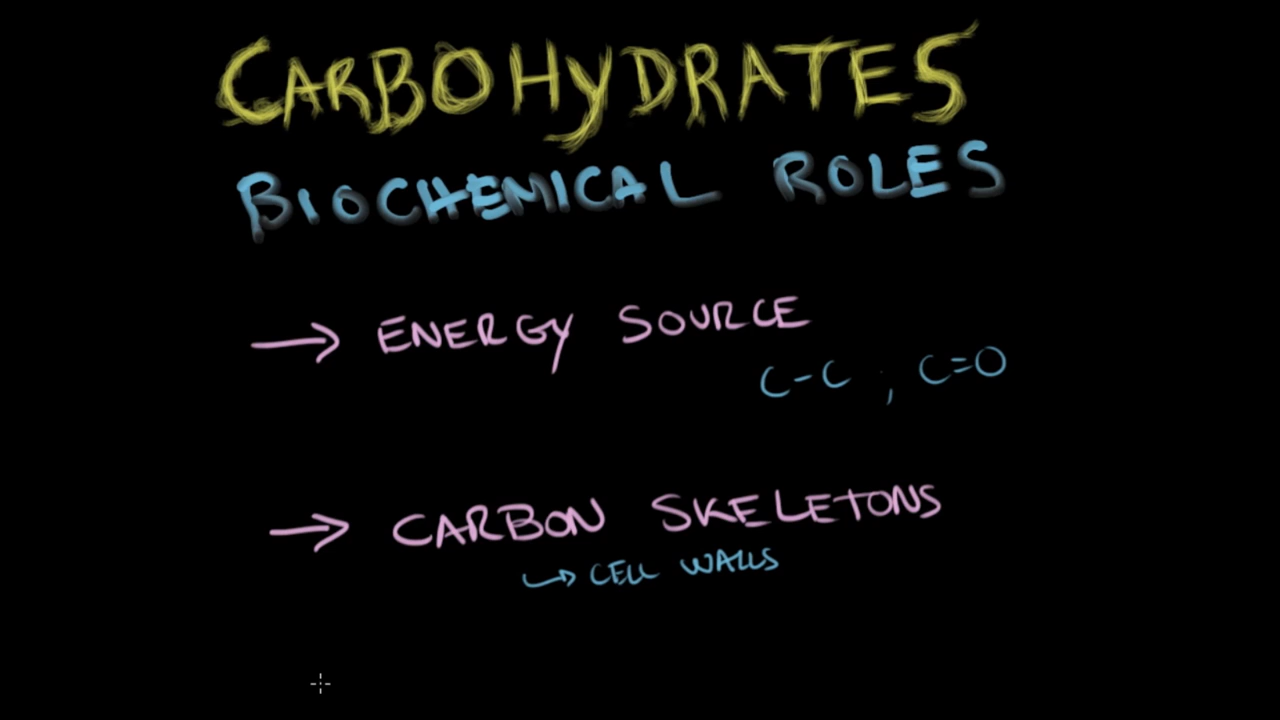 CARBOHYDRATES
BIOCHEMICAL ROLES
→ ENERGY SOURCE
C-C ; C=O
→ CARBON SKELETONS
↪ CELL WALLS